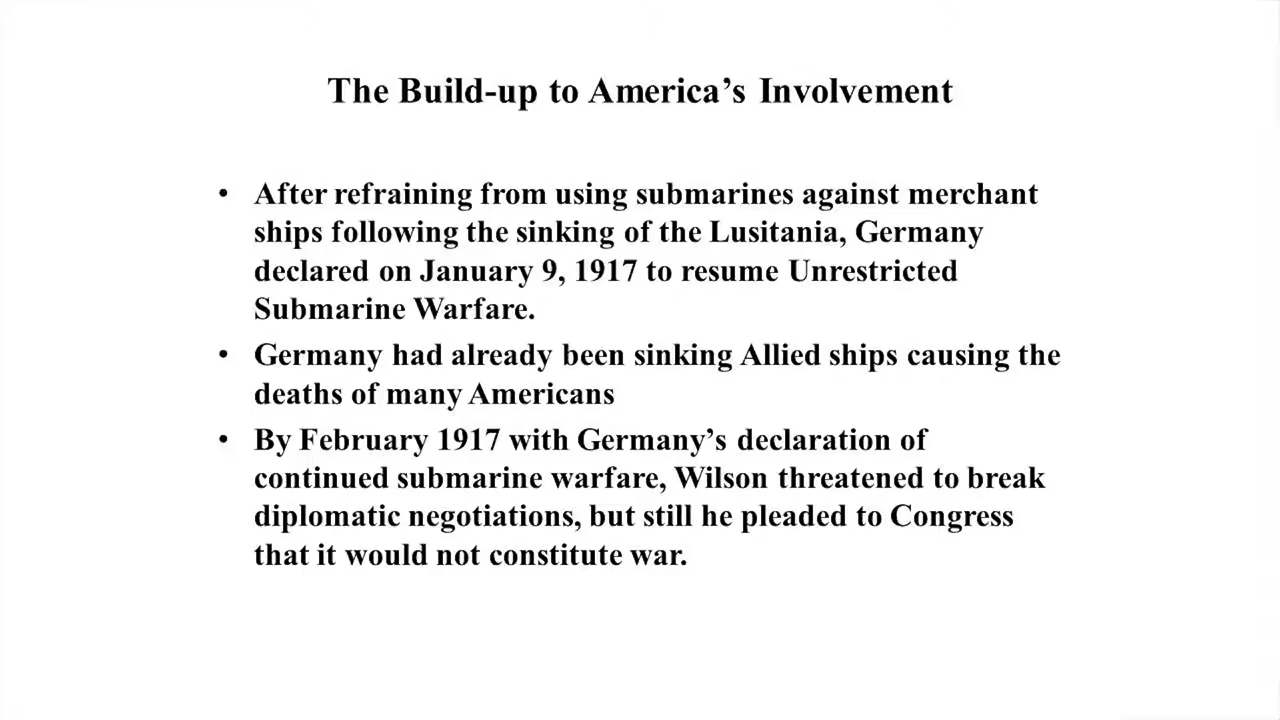 The Build-up to America’s Involvement
• After refraining from using submarines against merchant
ships following the sinking of the Lusitania, Germany
declared on January 9, 1917 to resume Unrestricted
Submarine Warfare.
• Germany had already been sinking Allied ships causing the
deaths of many Americans
• By February 1917 with Germany’s declaration of
continued submarine warfare, Wilson threatened to break
diplomatic negotiations, but still he pleaded to Congress
that it would not constitute war.